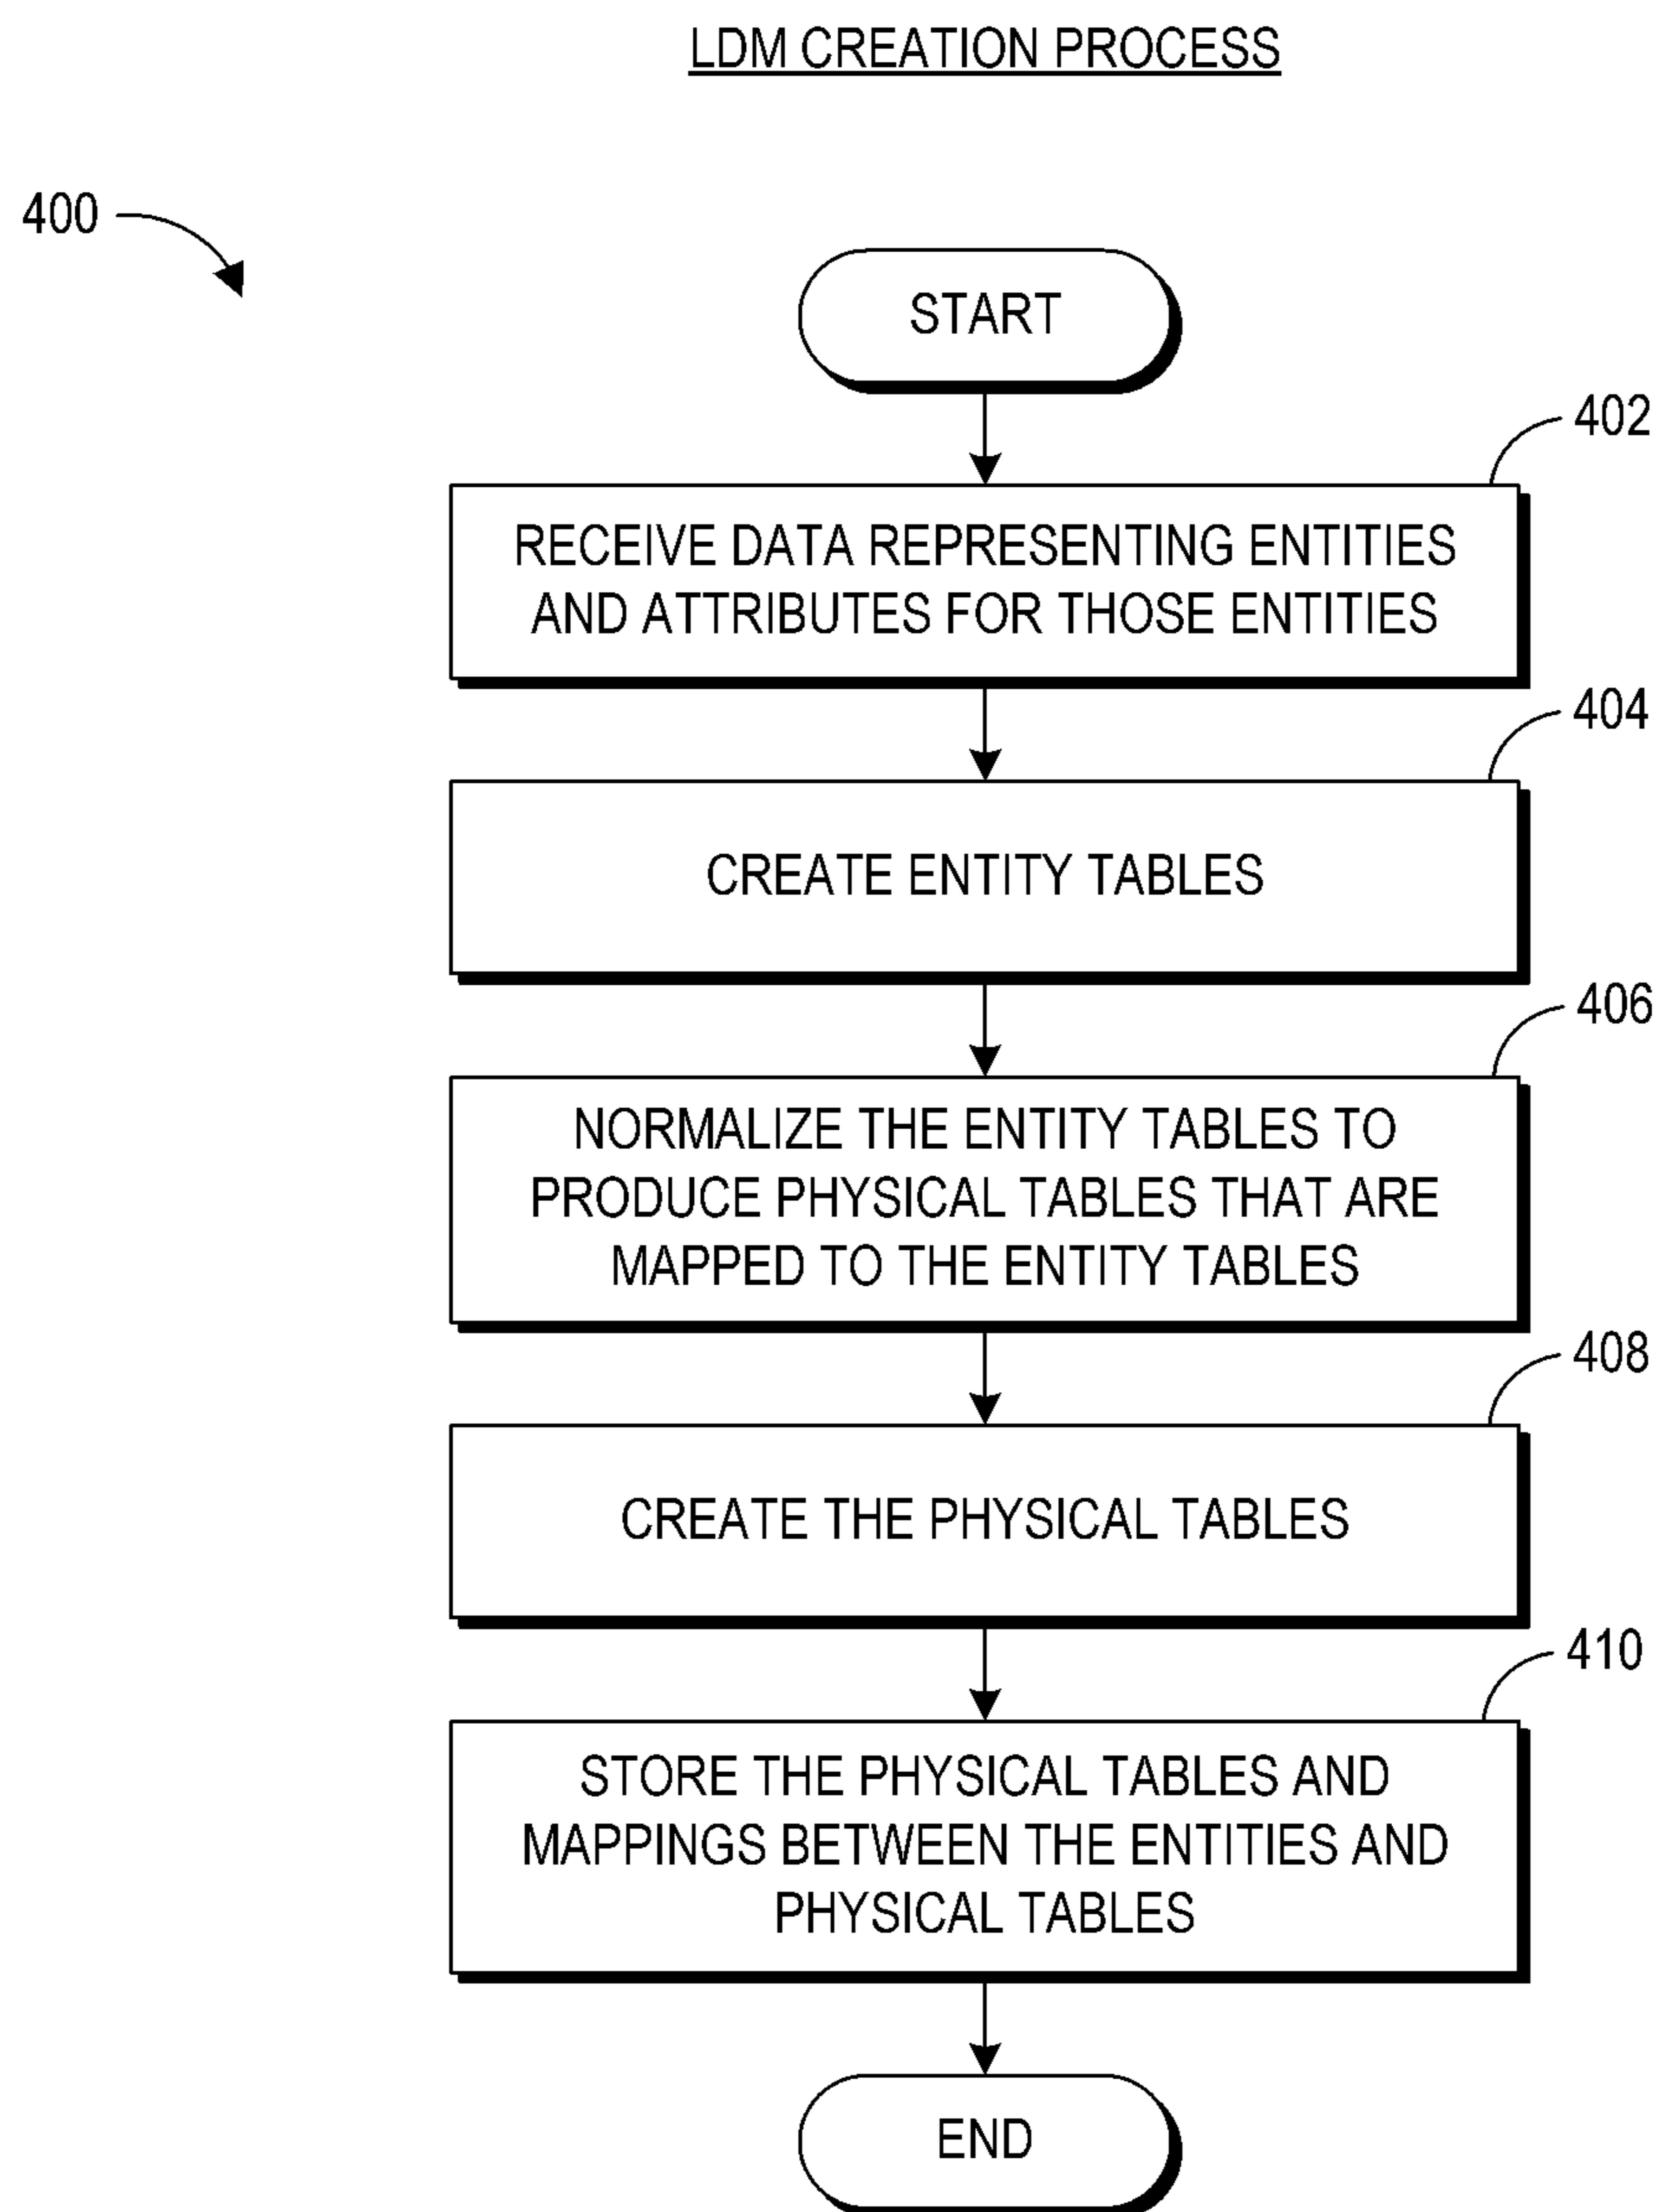 LDM CREATION PROCESS
400
START
402
RECEIVE DATA REPRESENTING ENTITIES
AND ATTRIBUTES FOR THOSE ENTITIES
404
CREATE ENTITY TABLES
406
NORMALIZE THE ENTITY TABLES TO
PRODUCE PHYSICAL TABLES THAT ARE
MAPPED TO THE ENTITY TABLES
408
CREATE THE PHYSICAL TABLES
410
STORE THE PHYSICAL TABLES AND
MAPPINGS BETWEEN THE ENTITIES AND
PHYSICAL TABLES
END